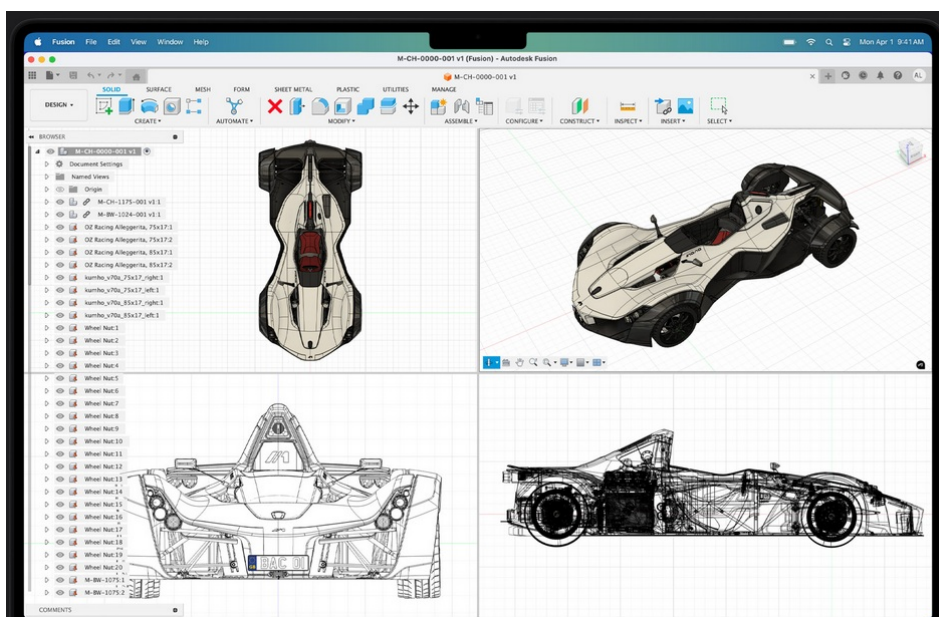 Fusion File Edit View Window Help
Mon Apr 1 9:41AM
M-CH-0000-001 v1 (Fusion) - Autodesk Fusion
M-CH-0000-001 v1
AL
SOLID SURFACE MESH FORM SHEET METAL PLASTIC UTILITIES MANAGE
DESIGN
CREATE AUTOMATE MODIFY ASSEMBLE CONFIGURE CONSTRUCT INSPECT INSERT SELECT
BROWSER
M-CH-0000-001 v1
Document Settings
Named Views
Origin
M-CH-1375-001 v1:1
M-BW-1024-001 v1:1
OZ Racing Alleggerita, 75x17:1
OZ Racing Alleggerita, 75x17:2
OZ Racing Alleggerita, 85x17:1
OZ Racing Alleggerita, 85x17:2
kumho_v70a_75x17_right:1
kumho_v70a_75x17_left:1
kumho_v70a_85x17_right:1
kumho_v70a_85x17_left:1
Wheel Nut:1
Wheel Nut:2
Wheel Nut:3
Wheel Nut:4
Wheel Nut:5
Wheel Nut:6
Wheel Nut:7
Wheel Nut:8
Wheel Nut:9
Wheel Nut:10
Wheel Nut:11
Wheel Nut:12
Wheel Nut:13
Wheel Nut:14
Wheel Nut:15
Wheel Nut:16
Wheel Nut:17
Wheel Nut:18
Wheel Nut:19
Wheel Nut:20
M-BW-1075:1
M-BW-1075:2
BAC
COMMENTS